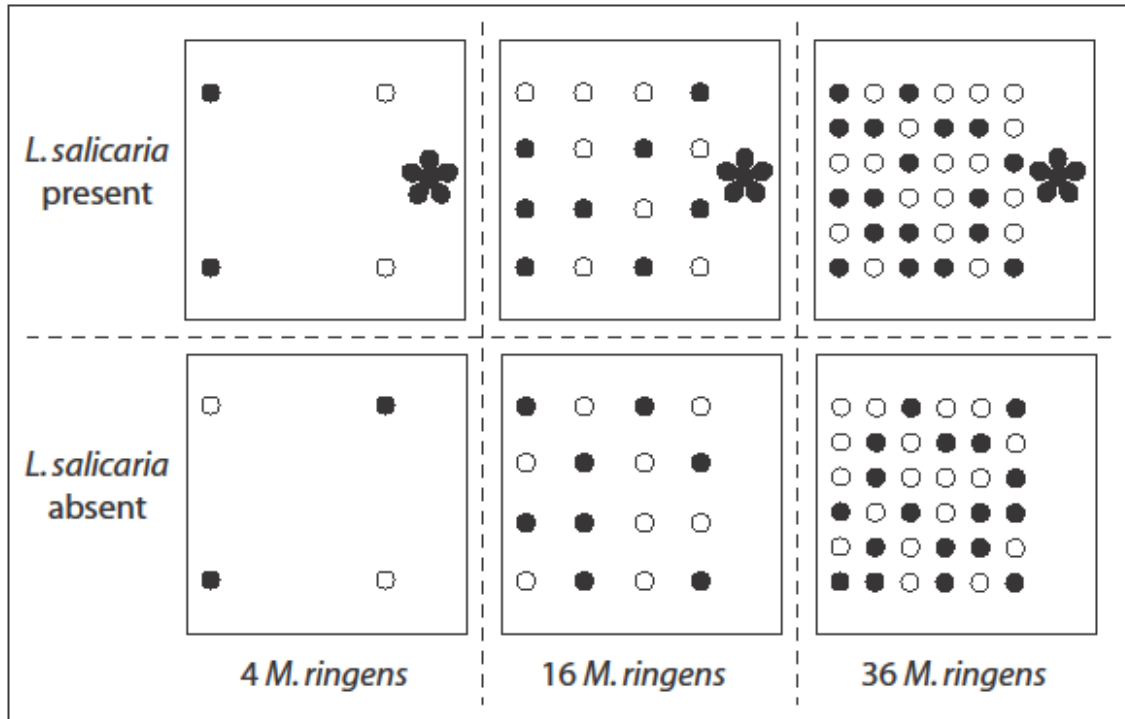 L. salicaria
present
L. salicaria
absent
4 M. ringens
16 M. ringens
36 M. ringens